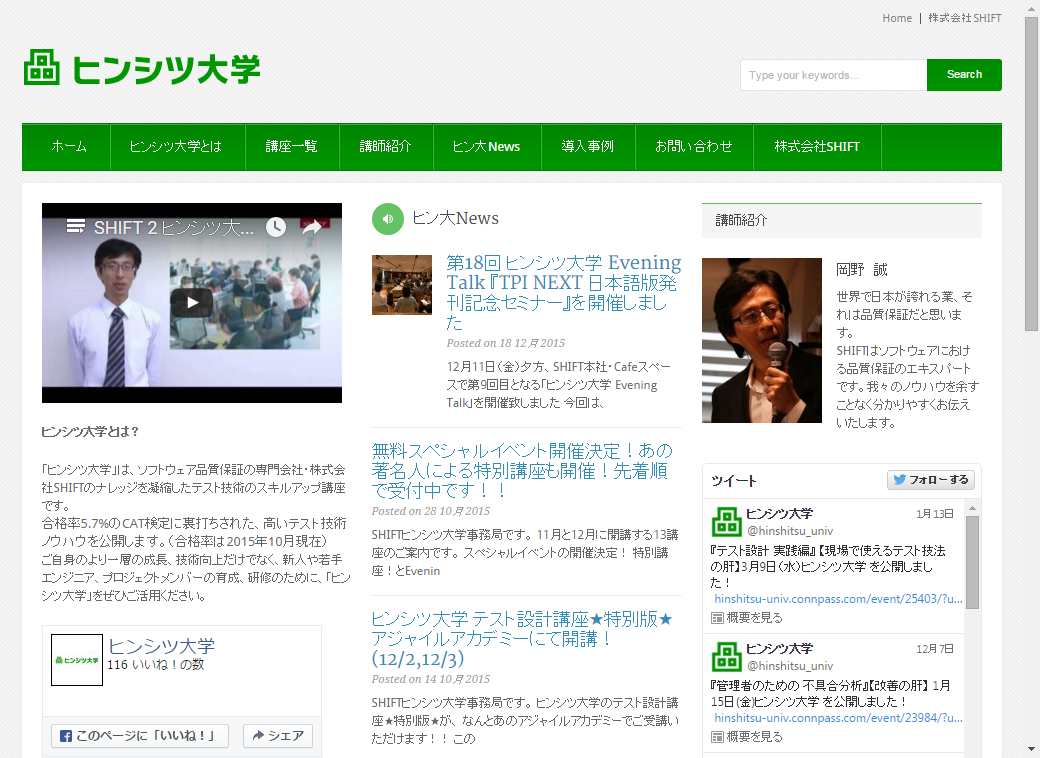 Home | 株式会社SHIFT
ヒンシツ大学
Type your keywords...
Search
ホーム
ヒンシツ大学とは
講座一覧
講師紹介
ヒン大News
導入事例
お問い合わせ
株式会社SHIFT
SHIFT 2 ヒンシツ大...
ヒンシツ大学とは？
「ヒンシツ大学」は、ソフトウェア品質保証の専門会社・株式会
社SHIFTのナレッジを凝縮したテスト技術のスキルアップ講座
です。
合格率5.7%のCAT検定に裏打ちされた、高いテスト技術
ノウハウを公開します。（合格率は2015年10月現在）
ご自身のより一層の成長、技術向上だけでなく、新人や若手
エンジニア、プロジェクトメンバーの育成、研修のために、「ヒン
シツ大学」をぜひご活用ください。
ヒンシツ大学
ヒンシツ大学
116 いいね！の数
このページに「いいね！」
シェア
ヒン大News
第18回 ヒンシツ大学 Evening
Talk 『TPI NEXT 日本語版発
刊記念セミナー』を開催しまし
た
Posted on 18 12月 2015
12月11日（金）夕方、SHIFT本社・Cafeスペー
スで第9回目となる「ヒンシツ大学 Evening
Talk」を開催致しました 今回は、
無料スペシャルイベント開催決定！あの
著名人による特別講座も開催！先着順
で受付中です！！
Posted on 28 10月 2015
SHIFTヒンシツ大学事務局です。 11月と12月に開講する13講
座のご案内です。 スペシャルイベントの開催決定！ 特別講
座！とEvenin
ヒンシツ大学 テスト設計講座★特別版★
アジャイルアカデミーにて開講！
(12/2,12/3)
Posted on 14 10月 2015
SHIFTヒンシツ大学事務局です。 ヒンシツ大学のテスト設計講
座★特別版★が、なんとあのアジャイルアカデミーでご受講い
ただけます！！ この
講師紹介
岡野 誠
世界で日本が誇れる業、そ
れは品質保証だと思いま
す。
SHIFTはソフトウェアにおけ
る品質保証のエキスパート
です。我々のノウハウを余す
ことなく分かりやすくお伝え
いたします。
ツイート
フォローする
ヒンシツ大学
1月13日
@hinshitsu_univ
『テスト設計 実践編』【現場で使えるテスト技法
の肝】3月9日(水)ヒンシツ大学 を公開しまし
た！
hinshitsu-univ.connpass.com/event/25403/?u...
概要を見る
ヒンシツ大学
12月7日
@hinshitsu_univ
『管理者のための 不具合分析』【改善の肝】 1月
15日(金)ヒンシツ大学 を公開しました！
hinshitsu-univ.connpass.com/event/23984/?u...
概要を見る